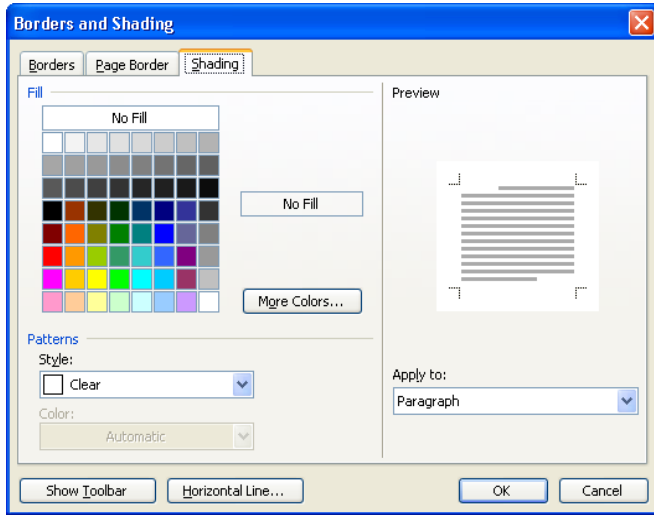 Borders and Shading
Borders
Page Border
Shading
Fill
No Fill
No Fill
More Colors...
Patterns
Style:
Clear
Color:
Automatic
Preview
Apply to:
Paragraph
Show Toolbar
Horizontal Line...
OK
Cancel